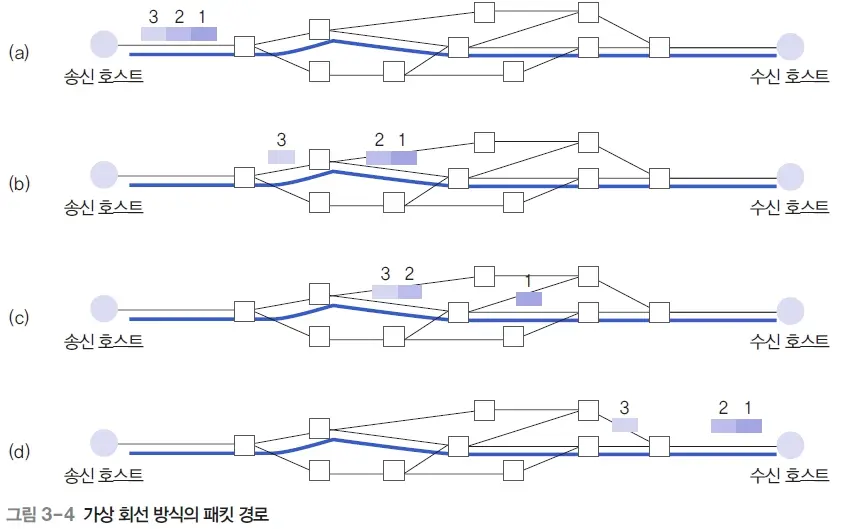 3 2 1
(a)
송신 호스트 수신 호스트
3 2 1
(b)
송신 호스트 수신 호스트
3 2 1
(c)
송신 호스트 수신 호스트
3 2 1
(d)
송신 호스트 수신 호스트
그림 3-4 가상 회선 방식의 패킷 경로